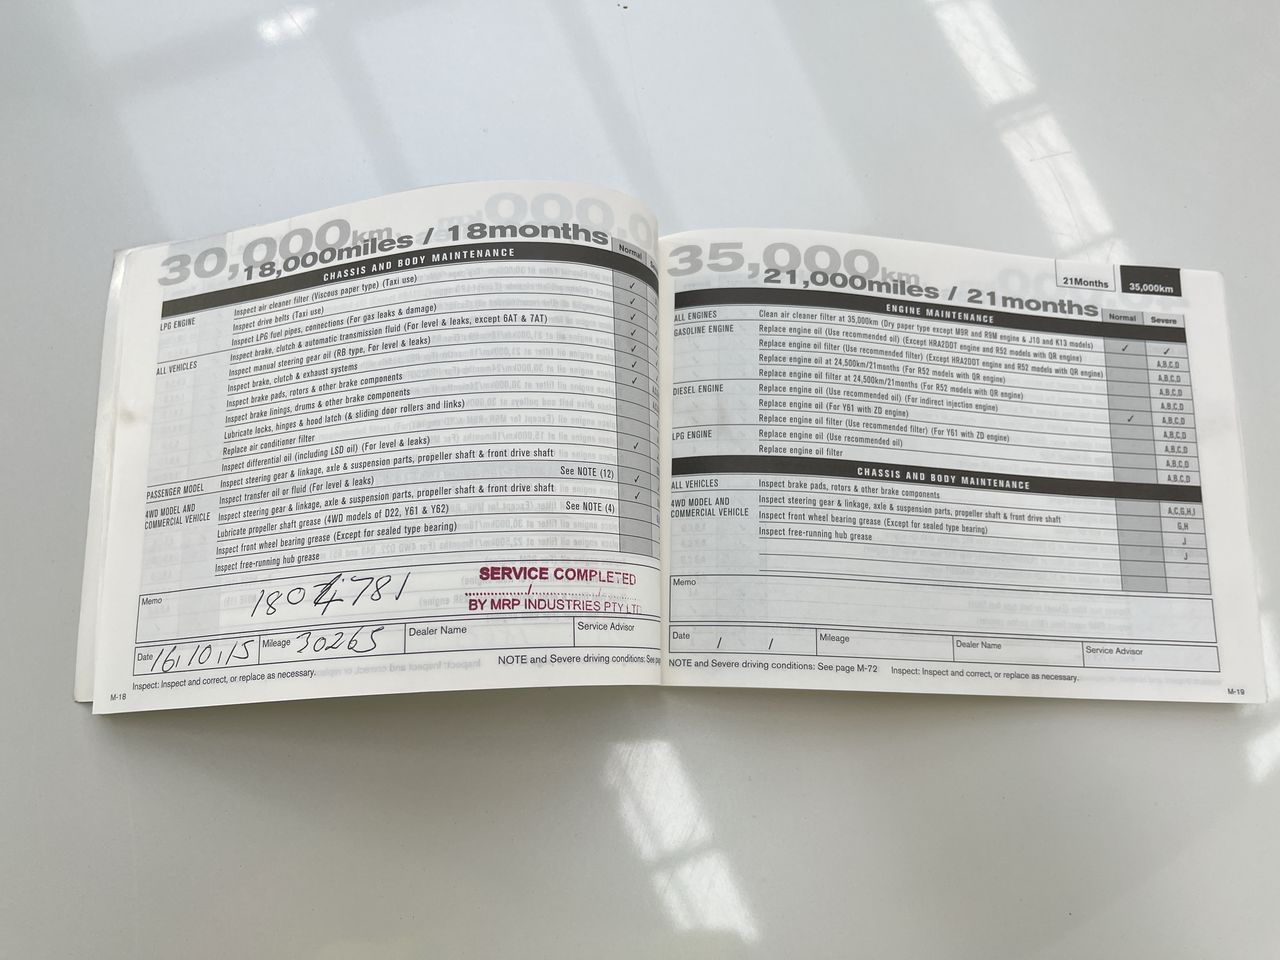 30,000km
18,000miles / 18months
CHASSIS AND BODY MAINTENANCE
Normal
LPG ENGINE
Inspect air cleaner filter (Viscous paper type) (Taxi use)
Inspect drive belts (Taxi use)
Inspect LPG fuel pipes, connections (For gas leaks & damage)
ALL VEHICLES
Inspect brake, clutch & automatic transmission fluid (For level & leaks, except 6AT & 7AT)
Inspect manual steering gear oil (RB type, For level & leaks)
Inspect brake, clutch & exhaust systems
Inspect brake pads, rotors & other brake components
Inspect brake linings, drums & other brake components
Lubricate locks, hinges & hood latch (& sliding door rollers and links)
Replace air conditioner filter
Inspect differential oil (including LSD oil) (For level & leaks)
PASSENGER MODEL
Inspect steering gear & linkage, axle & suspension parts, propeller shaft & front drive shaft
4WD MODEL AND COMMERCIAL VEHICLE
Inspect transfer oil or fluid (For level & leaks) See NOTE (12)
Inspect steering gear & linkage, axle & suspension parts, propeller shaft & front drive shaft
Lubricate propeller shaft grease (4WD models of D22, Y61 & Y62) See NOTE (4)
Inspect front wheel bearing grease (Except for sealed type bearing)
Inspect free-running hub grease
Memo
1804781
SERVICE COMPLETED
BY MRP INDUSTRIES PTY LTD
Date 16,10,15 Mileage 30265 Dealer Name Service Advisor
NOTE and Severe driving conditions: See
Inspect: Inspect and correct, or replace as necessary.
M-18
35,000km
21,000miles / 21months
21Months
35,000km
ENGINE MAINTENANCE
Normal Severe
ALL ENGINES
Clean air cleaner filter at 35,000km (Dry paper type except M9R and R9M engine & J10 and K13 models) ✓ ✓
GASOLINE ENGINE
Replace engine oil (Use recommended oil) (Except HRA2DDT engine and R52 models with QR engine) A,B,C,D
Replace engine oil filter (Use recommended filter) (Except HRA2DDT engine and R52 models with QR engine) A,B,C,D
Replace engine oil at 24,500km/21months (For R52 models with QR engine) A,B,C,D
Replace engine oil filter at 24,500km/21months (For R52 models with QR engine) A,B,C,D
DIESEL ENGINE
Replace engine oil (Use recommended oil) (For indirect injection engine) A,B,C,D
Replace engine oil (For Y61 with ZD engine) ✓ A,B,C,D
Replace engine oil filter (Use recommended filter) (For Y61 with ZD engine) A,B,C,D
LPG ENGINE
Replace engine oil (Use recommended oil) A,B,C,D
Replace engine oil filter A,B,C,D
CHASSIS AND BODY MAINTENANCE
ALL VEHICLES
Inspect brake pads, rotors & other brake components A,C,G,H,I
4WD MODEL AND COMMERCIAL VEHICLE
Inspect steering gear & linkage, axle & suspension parts, propeller shaft & front drive shaft G,H
Inspect front wheel bearing grease (Except for sealed type bearing) J
Inspect free-running hub grease J
Memo
Date / / Mileage Dealer Name Service Advisor
NOTE and Severe driving conditions: See page M-72 Inspect: Inspect and correct, or replace as necessary.
M-19